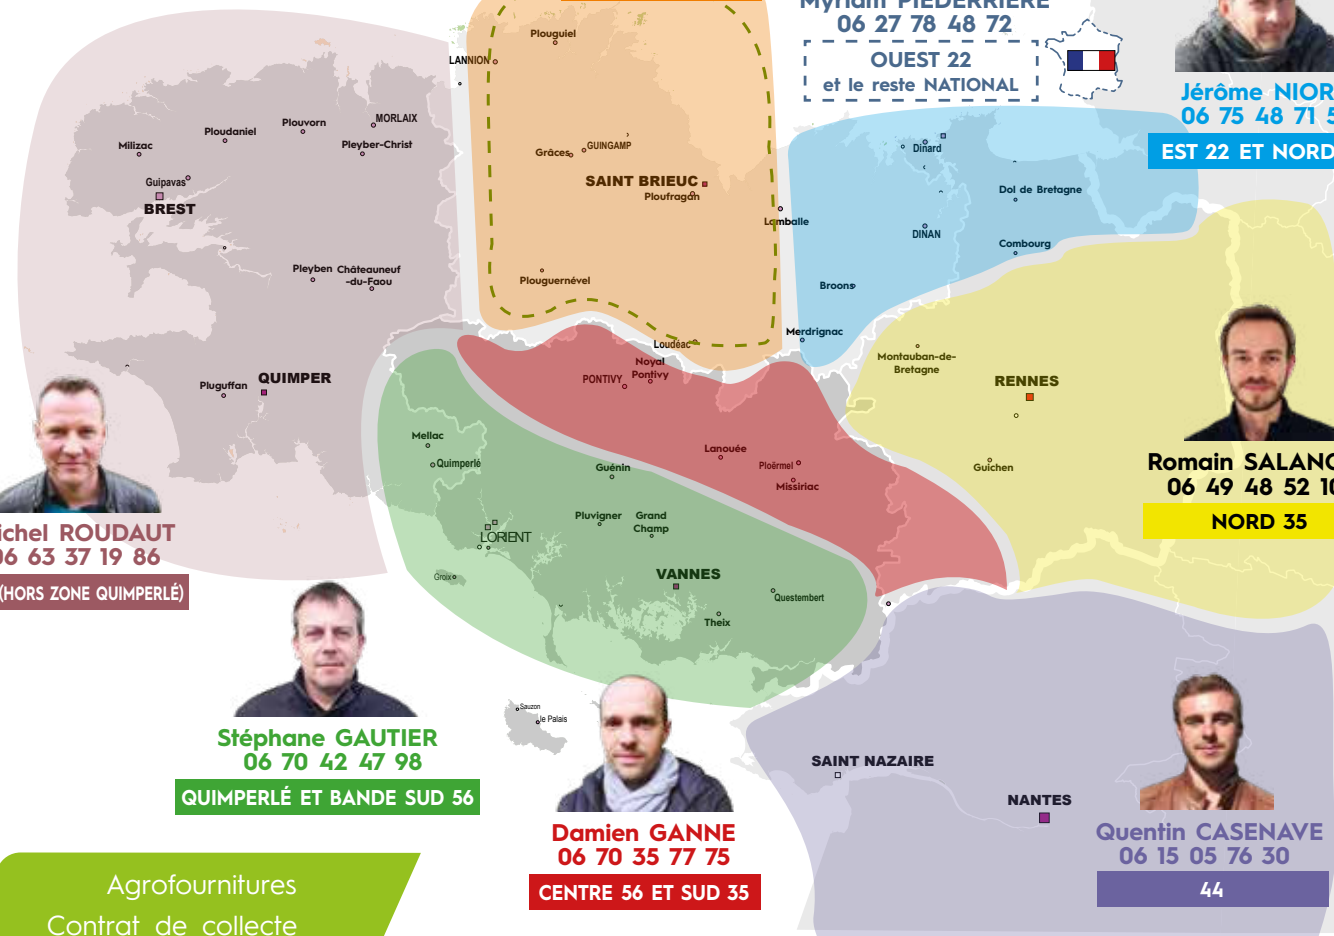 Myriam PIEDERRIERE
06 27 78 48 72
OUEST 22
et le reste NATIONAL
Jérôme NIOR
06 75 48 71 5
EST 22 ET NORD
Plouguiel
LANNION
Ploudaniel
Plouvorn
MORLAIX
Milizac
Pleyber-Christ
Guipavas
BREST
Pleyben
Châteauneuf
-du-Faou
Pluguffan
QUIMPER
Grâces
GUINGAMP
SAINT BRIEUC
Ploufragan
Plouguernével
Loudéac
Lamballe
Dinard
Dol de Bretagne
DINAN
Combourg
Broons
Merdrignac
Montauban-de-
Bretagne
RENNES
Guichen
Noyal
Pontivy
PONTIVY
Lanouée
Ploërmel
Missiriac
Mellac
Quimperlé
Guénin
Pluvigner
Grand
Champ
LORIENT
Groix
VANNES
Questembert
Theix
Sauzon
le Palais
SAINT NAZAIRE
NANTES
ichel ROUDAUT
06 63 37 19 86
(HORS ZONE QUIMPERLÉ)
Romain SALANO
06 49 48 52 10
NORD 35
Stéphane GAUTIER
06 70 42 47 98
QUIMPERLÉ ET BANDE SUD 56
Damien GANNE
06 70 35 77 75
CENTRE 56 ET SUD 35
Quentin CASENAVE
06 15 05 76 30
44
Agrofournitures
Contrat de collecte